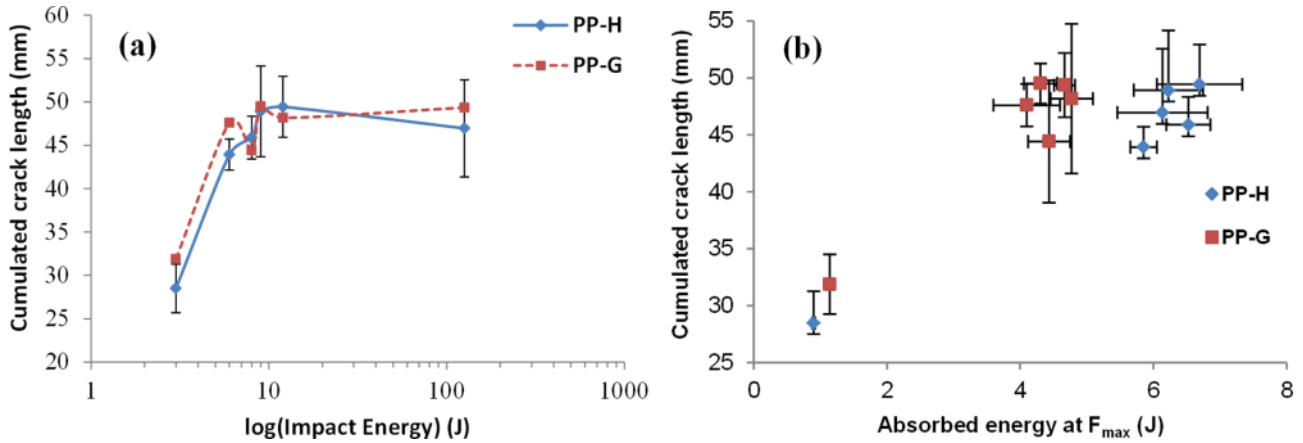 (a)
PP-H
PP-G
Cumulated crack length (mm)
60
55
50
45
40
35
30
25
20
1
10
100
1000
log(Impact Energy) (J)
(b)
Cumulated crack length (mm)
55
50
45
40
35
30
25
PP-H
PP-G
0
2
4
6
8
Absorbed energy at Fmax (J)